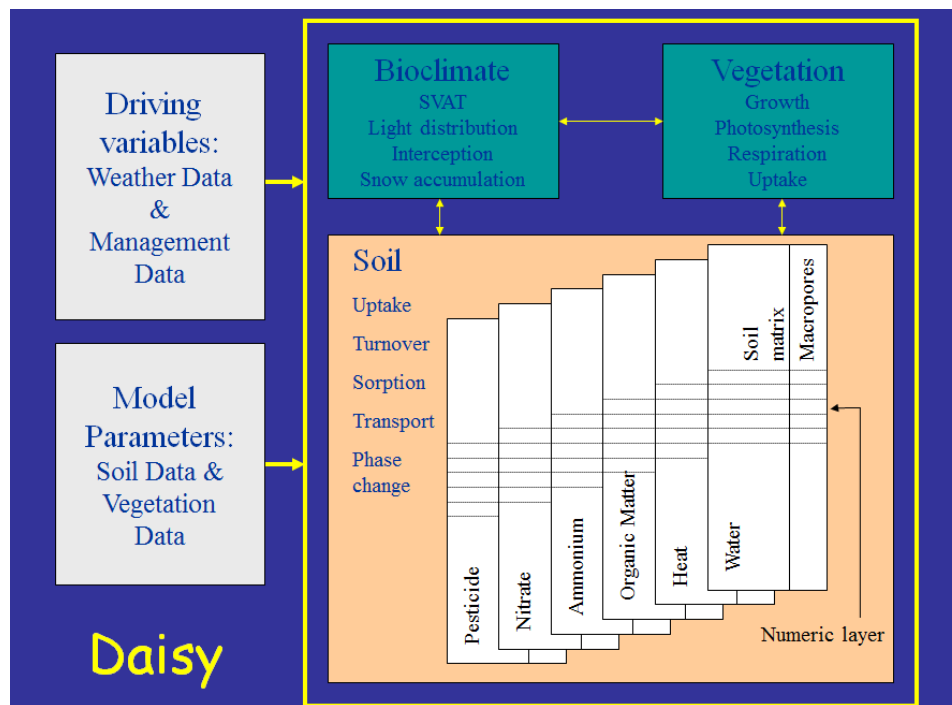 Driving
variables:
Weather Data
&
Management
Data
Model
Parameters:
Soil Data &
Vegetation
Data
Daisy
Bioclimate
SVAT
Light distribution
Interception
Snow accumulation
Vegetation
Growth
Photosynthesis
Respiration
Uptake
Soil
Uptake
Turnover
Sorption
Transport
Phase
change
Pesticide
Nitrate
Ammonium
Organic Matter
Heat
Water
Soil
matrix
Macropores
Numeric layer